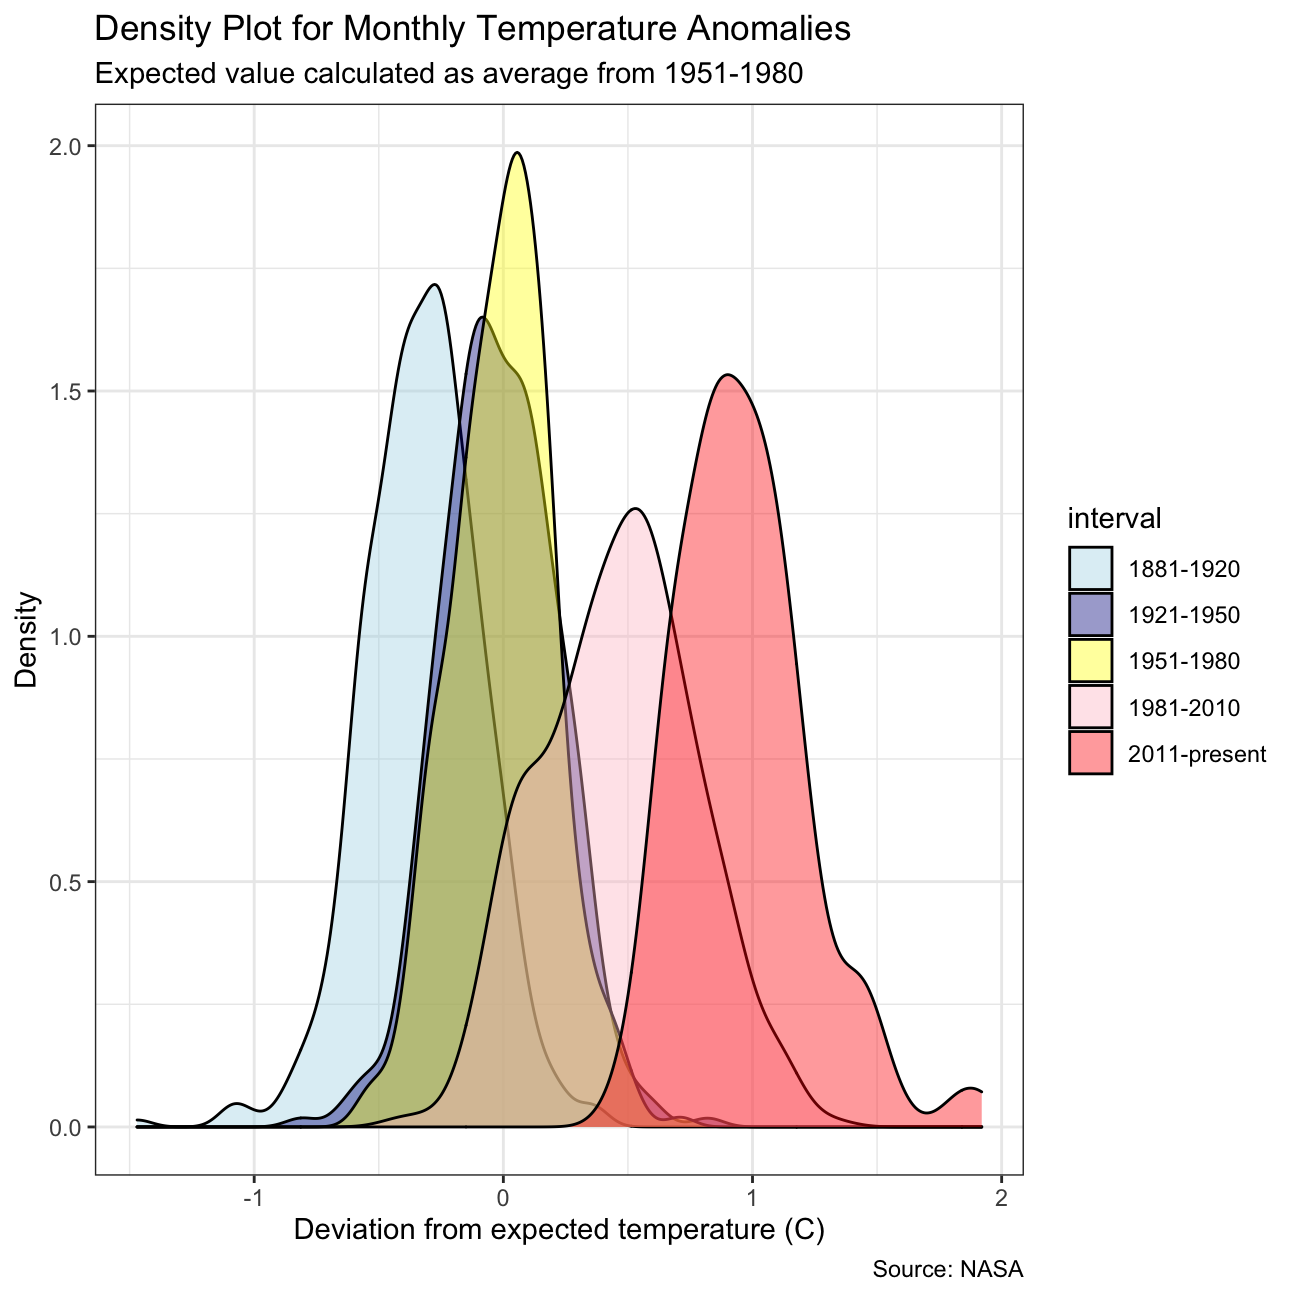 Density Plot for Monthly Temperature Anomalies
Expected value calculated as average from 1951-1980
2.0
1.5
1.0
0.5
0.0
Density
-1
0
1
2
Deviation from expected temperature (C)
Source: NASA
interval
1881-1920
1921-1950
1951-1980
1981-2010
2011-present